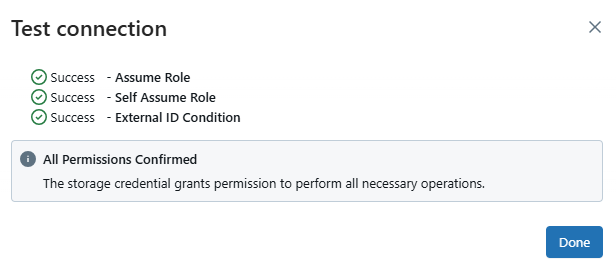 Test connection
Success - Assume Role
Success - Self Assume Role
Success - External ID Condition
All Permissions Confirmed
The storage credential grants permission to perform all necessary operations.
Done